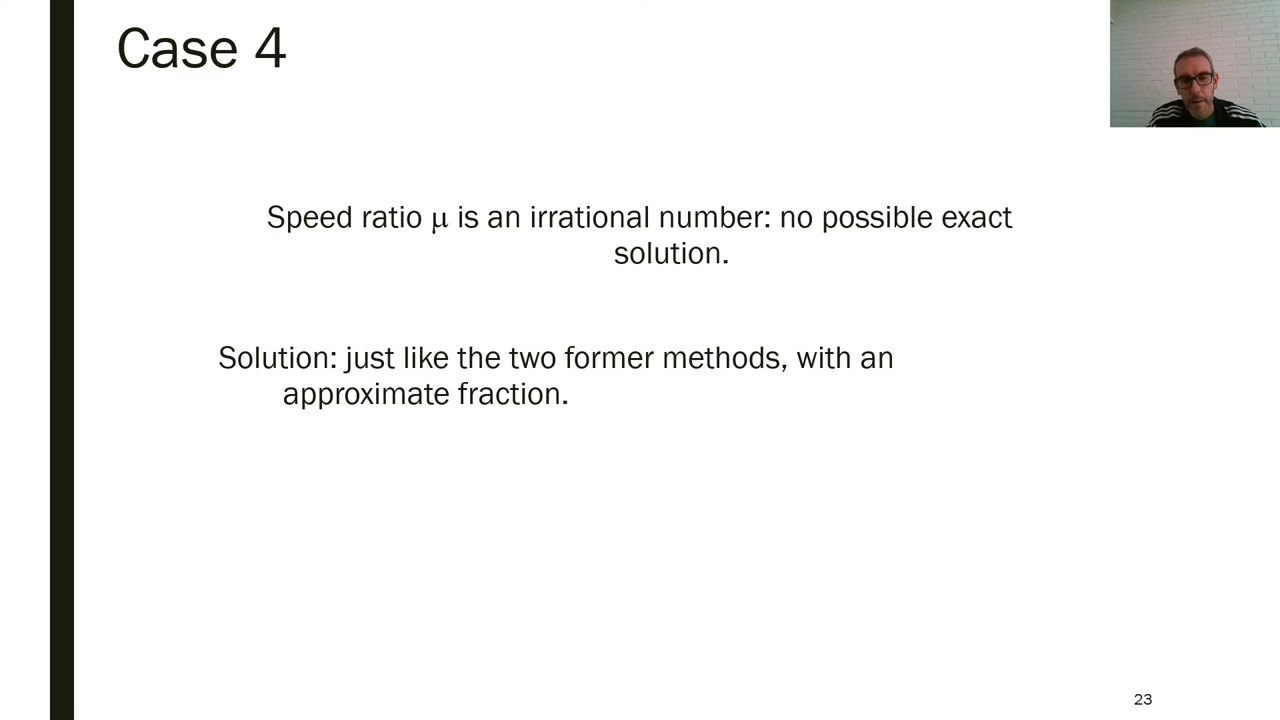 Case 4
Speed ratio μ is an irrational number: no possible exact
solution.
Solution: just like the two former methods, with an
approximate fraction.
23